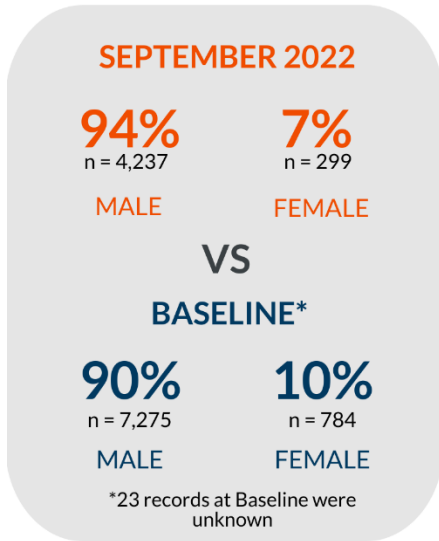 SEPTEMBER 2022
94% 7%
n = 4,237 n = 299
MALE FEMALE
VS
BASELINE*
90% 10%
n = 7,275 n = 784
MALE FEMALE
*23 records at Baseline were
unknown